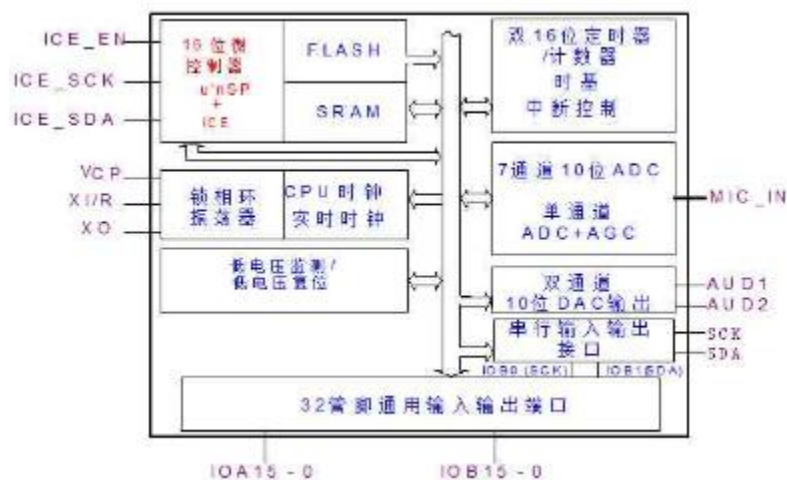 ICE_EN
ICE_SCK
ICE_SDA
16位微
控制器
u'nSP
+
ICE
FLASH
SRAM
双16位定时器
/计数器
时基
中断控制
VCP
XI/R
XO
锁相环
振荡器
CPU时钟
实时时钟
7通道10位ADC
单通道
ADC+AGC
MIC_IN
低电压监测/
低电压复位
双通道
10位DAC输出
AUD1
AUD2
串行输入输出
接口
SCK
SDA
IOB0(SCK)
IOB1(SDA)
32管脚通用输入输出端口
IOA15-0
IOB15-0